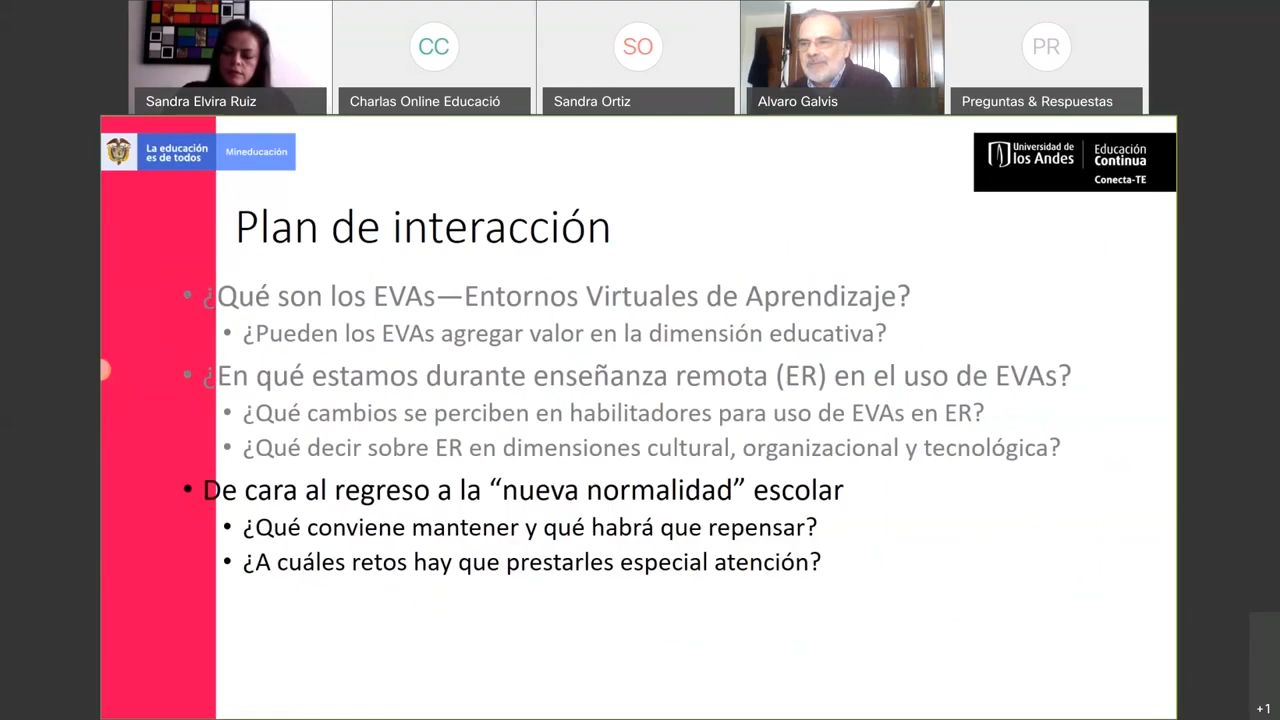 CC
SO
PR
Sandra Elvira Ruiz
Charlas Online Educació
Sandra Ortiz
Alvaro Galvis
Preguntas & Respuestas
La educación
es de todos
Mineducación
Universidad de
los Andes
Educación
Continua
Conecta-TE
Plan de interacción
• ¿Qué son los EVAs—Entornos Virtuales de Aprendizaje?
• ¿Pueden los EVAs agregar valor en la dimensión educativa?
• ¿En qué estamos durante enseñanza remota (ER) en el uso de EVAs?
• ¿Qué cambios se perciben en habilitadores para uso de EVAs en ER?
• ¿Qué decir sobre ER en dimensiones cultural, organizacional y tecnológica?
• De cara al regreso a la “nueva normalidad” escolar
• ¿Qué conviene mantener y qué habrá que repensar?
• ¿A cuáles retos hay que prestarles especial atención?
+1